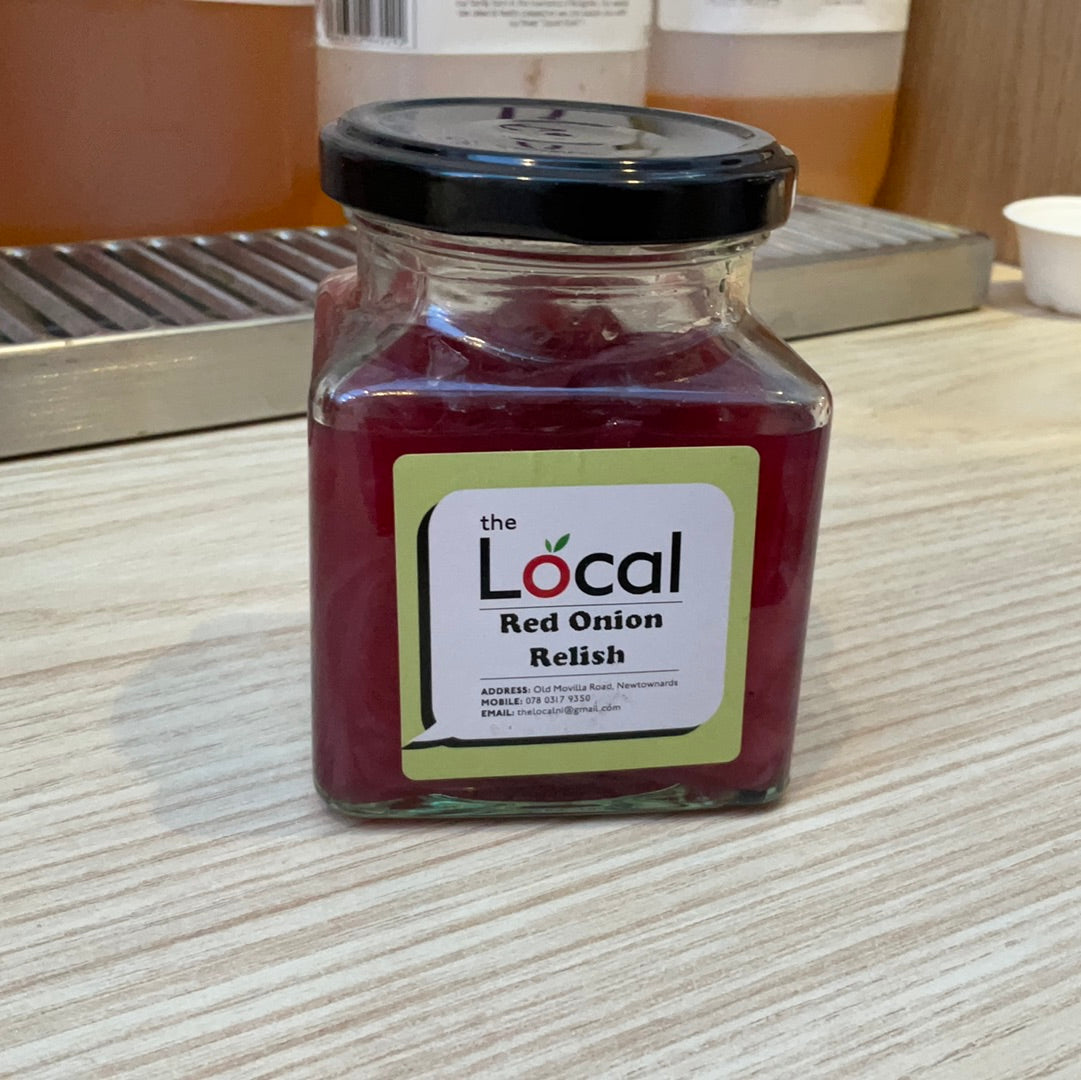 the
Local
Red Onion
Relish
ADDRESS: Old Movilla Road, Newtownards
MOBILE: 078 0317 9350
EMAIL: thelocalni@gmail.com